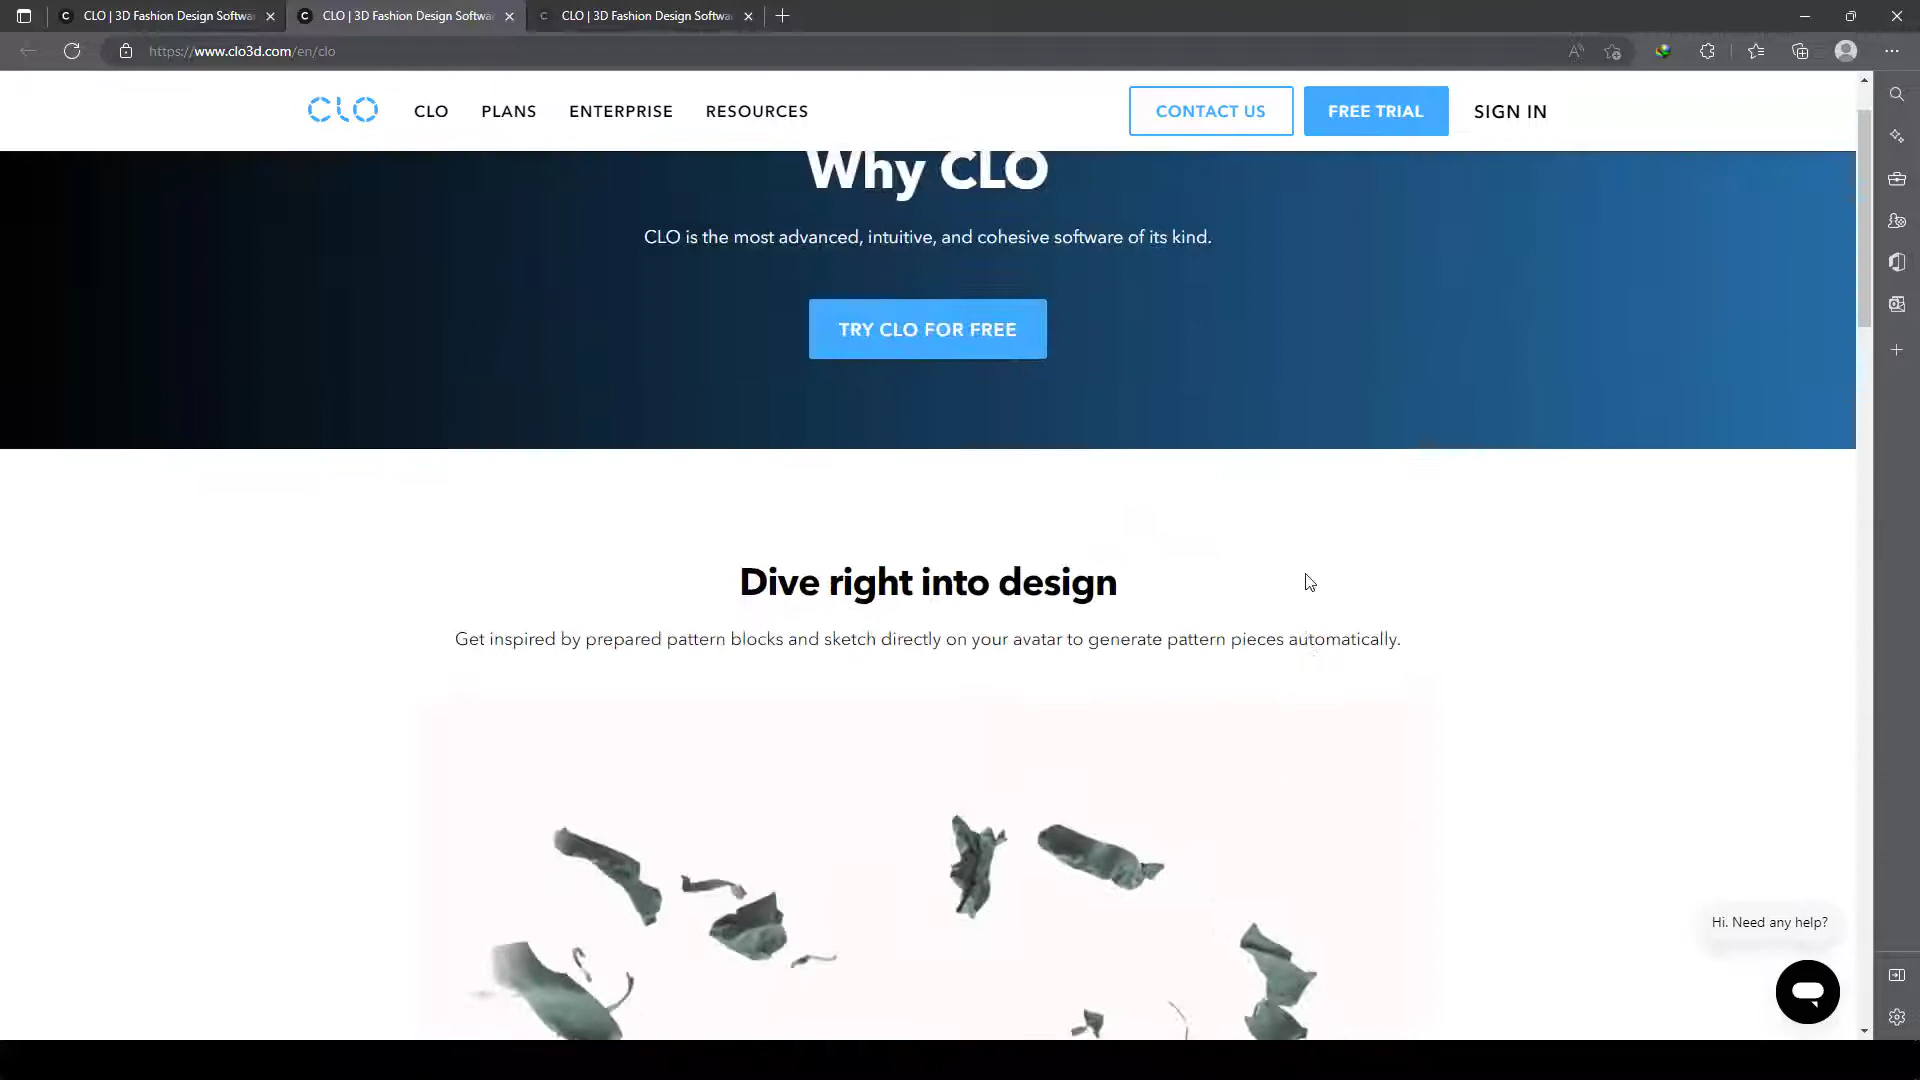 CLO | 3D Fashion Design Softwa
CLO | 3D Fashion Design Softwa
CLO | 3D Fashion Design Softwa
https://www.clo3d.com/en/clo
CLO
CLO
PLANS
ENTERPRISE
RESOURCES
CONTACT US
FREE TRIAL
SIGN IN
Why CLO
CLO is the most advanced, intuitive, and cohesive software of its kind.
TRY CLO FOR FREE
Dive right into design
Get inspired by prepared pattern blocks and sketch directly on your avatar to generate pattern pieces automatically.
Hi. Need any help?